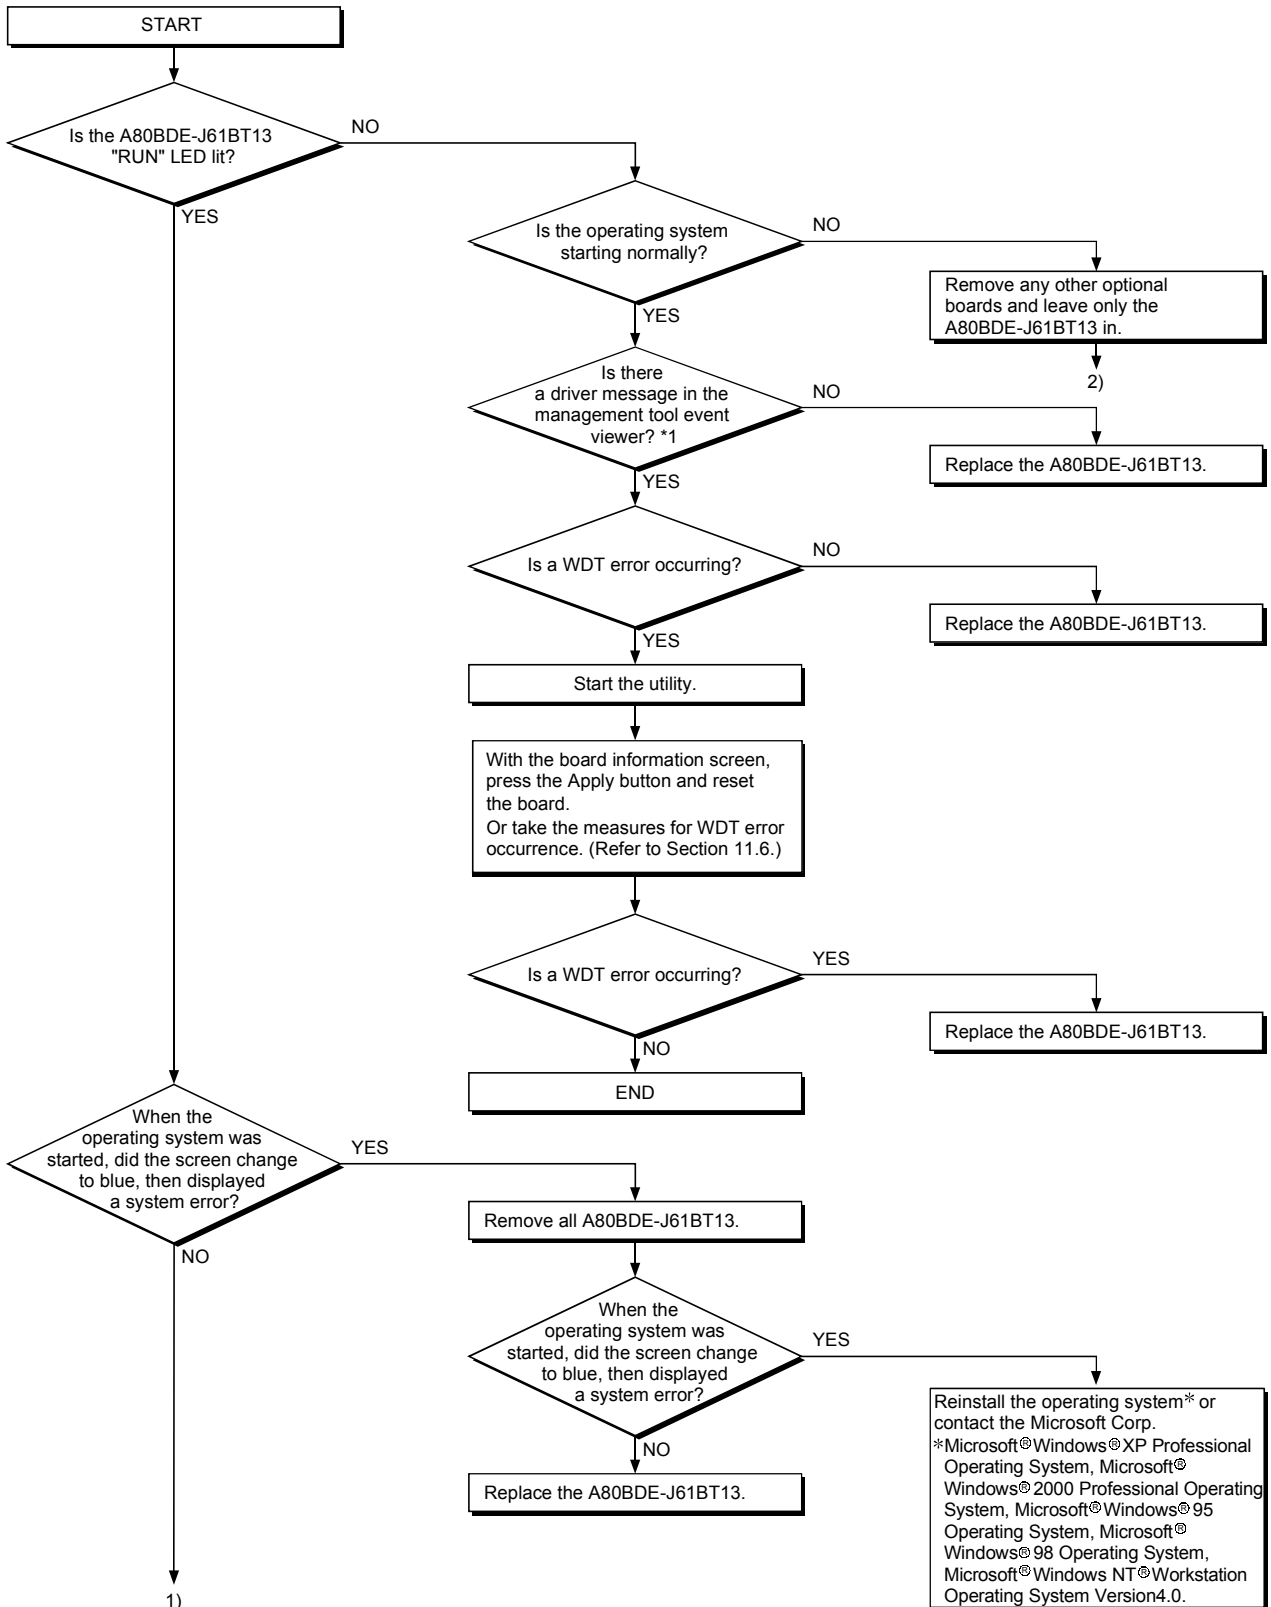 START
Is the A80BDE-J61BT13
"RUN" LED lit?
NO
YES
Is the operating system
starting normally?
NO
Remove any other optional
boards and leave only the
A80BDE-J61BT13 in.
2)
YES
Is there
a driver message in the
management tool event
viewer? *1
NO
Replace the A80BDE-J61BT13.
YES
Is a WDT error occurring?
NO
Replace the A80BDE-J61BT13.
YES
Start the utility.
With the board information screen,
press the Apply button and reset
the board.
Or take the measures for WDT error
occurrence. (Refer to Section 11.6.)
Is a WDT error occurring?
YES
Replace the A80BDE-J61BT13.
NO
END
When the
operating system was
started, did the screen change
to blue, then displayed
a system error?
YES
NO
Remove all A80BDE-J61BT13.
When the
operating system was
started, did the screen change
to blue, then displayed
a system error?
YES
NO
Replace the A80BDE-J61BT13.
Reinstall the operating system* or
contact the Microsoft Corp.
*Microsoft®Windows®XP Professional
Operating System, Microsoft®
Windows®2000 Professional Operating
System, Microsoft®Windows®95
Operating System, Microsoft®
Windows®98 Operating System,
Microsoft®Windows NT®Workstation
Operating System Version4.0.
1)